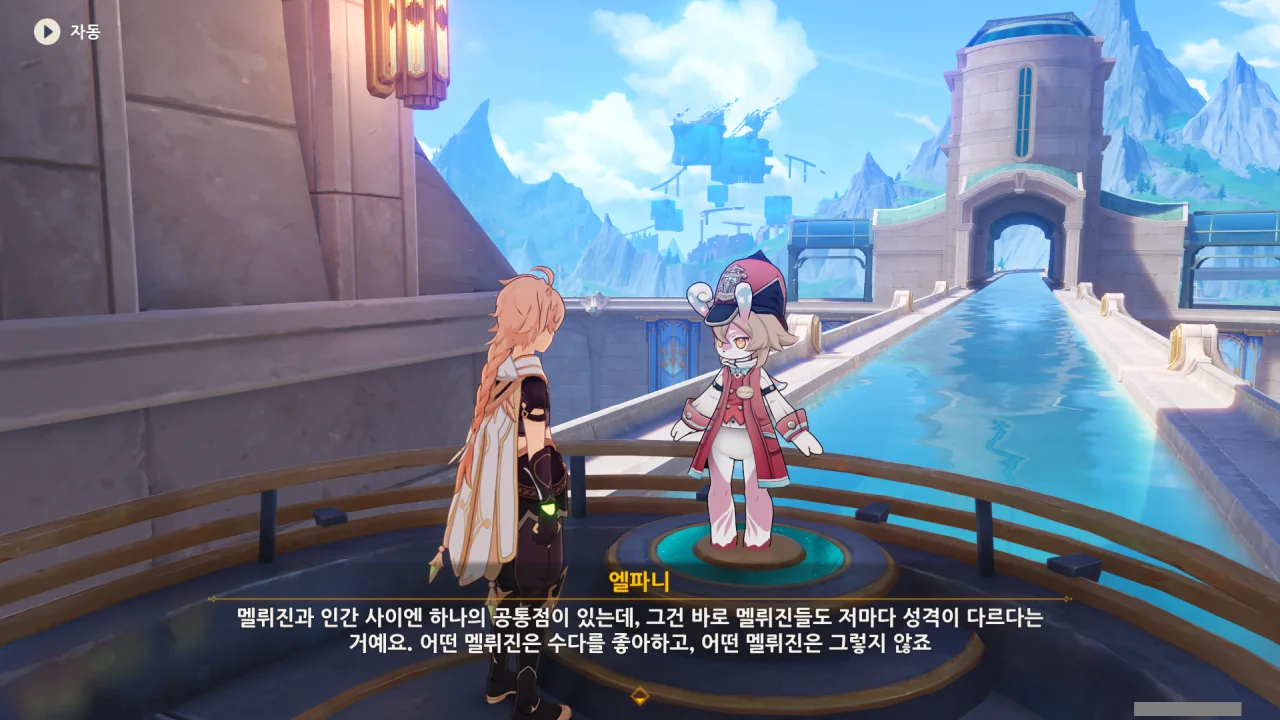 자동
엘파니
멜뤼진과 인간 사이엔 하나의 공통점이 있는데, 그건 바로 멜뤼진들도 저마다 성격이 다르다는
거예요. 어떤 멜뤼진은 수다를 좋아하고, 어떤 멜뤼진은 그렇지 않죠